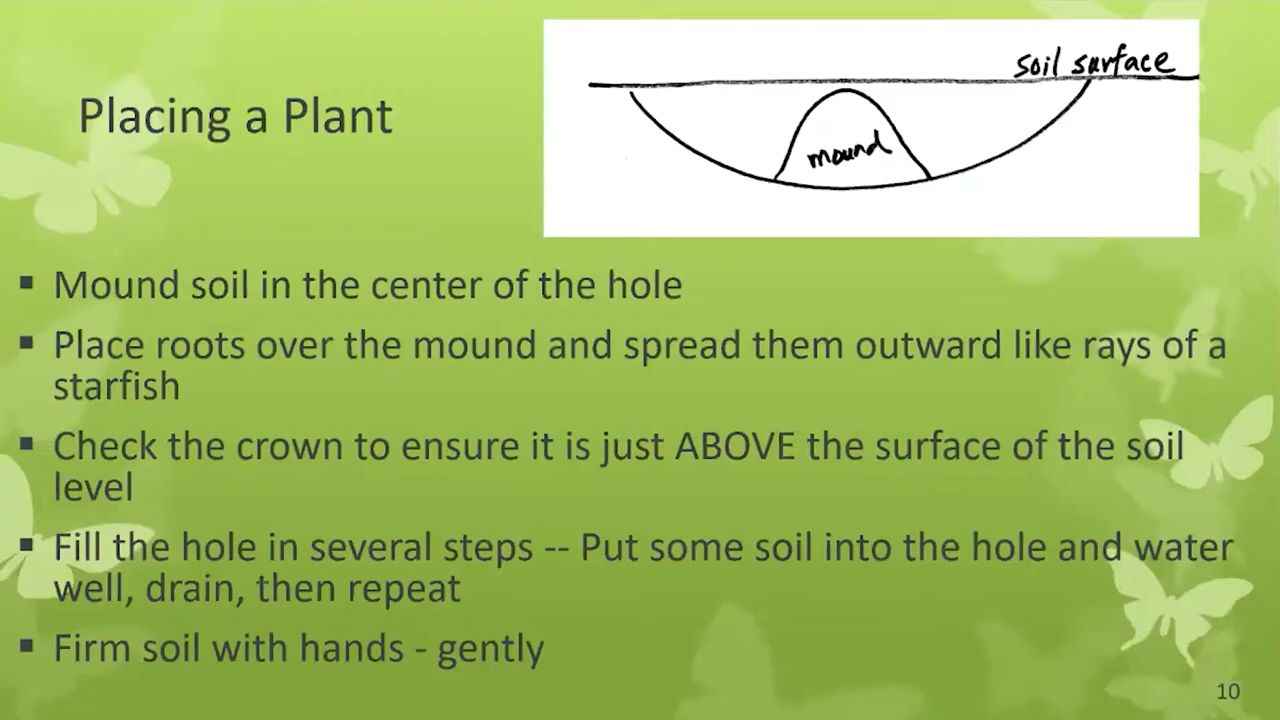 Placing a Plant
soil surface
mound
▪ Mound soil in the center of the hole
▪ Place roots over the mound and spread them outward like rays of a
starfish
▪ Check the crown to ensure it is just ABOVE the surface of the soil
level
▪ Fill the hole in several steps -- Put some soil into the hole and water
well, drain, then repeat
▪ Firm soil with hands - gently
10